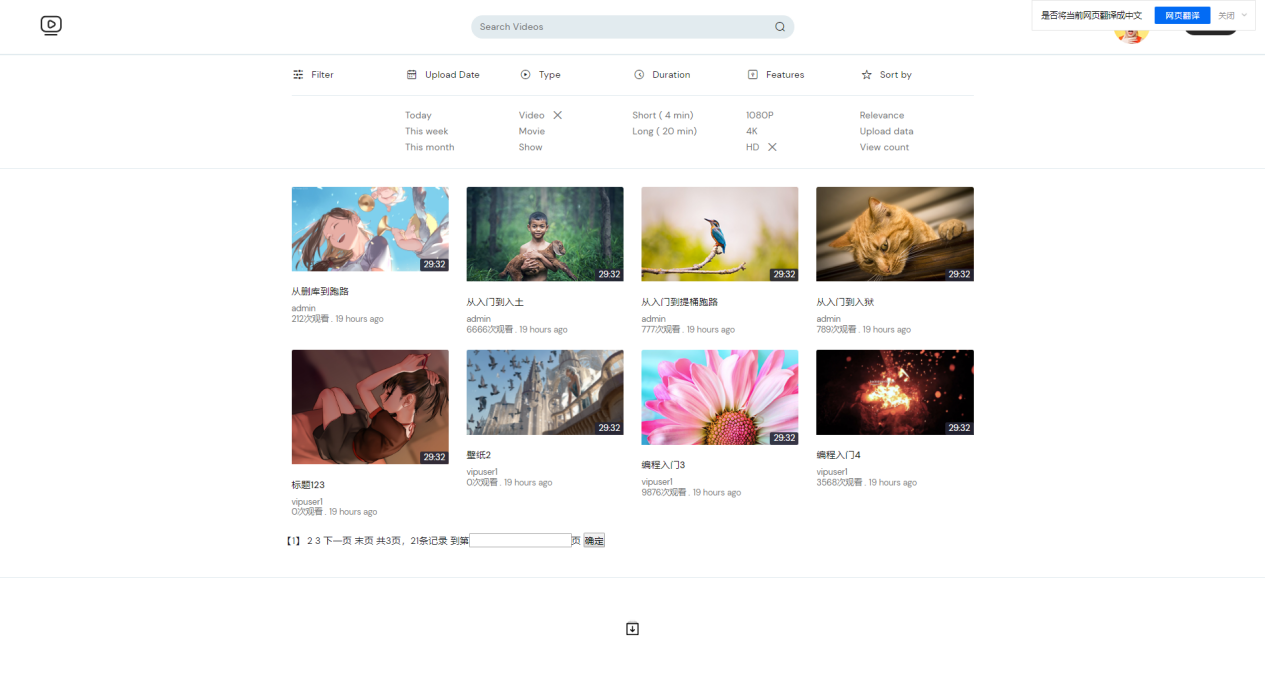 是否将当前网页翻译成中文 网页翻译 关闭
Search Videos
Filter Upload Date Type Duration Features Sort by
Today Video Short ( 4 min) 1080P Relevance
This week Movie Long ( 20 min) 4K Upload data
This month Show HD View count
29:32 29:32 29:32 29:32
从删库到跑路 从入门到入土 从入门到提桶跑路 从入门到入狱
admin admin admin admin
212次观看 . 19 hours ago 6666次观看 . 19 hours ago 777次观看 . 19 hours ago 789次观看 . 19 hours ago
29:32 29:32 29:32 29:32
标题123 壁纸2 编程入门3 编程入门4
vipuser1 vipuser1 vipuser1 vipuser1
0次观看 . 19 hours ago 0次观看 . 19 hours ago 9876次观看 . 19 hours ago 3568次观看 . 19 hours ago
【1】 2 3 下一页 末页 共3页，21条记录 到第 页 确定